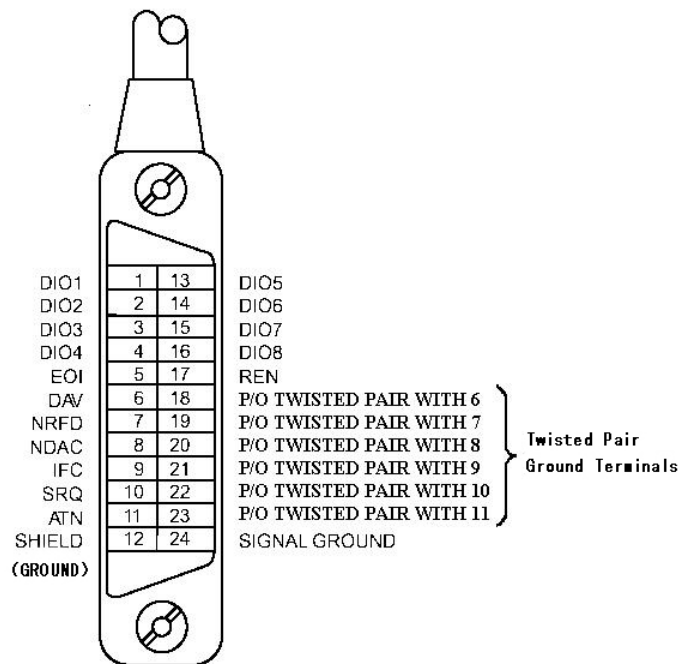 DIO1 1 13 DIO5
DIO2 2 14 DIO6
DIO3 3 15 DIO7
DIO4 4 16 DIO8
EOI 5 17 REN
DAV 6 18 P/O TWISTED PAIR WITH 6
NRFD 7 19 P/O TWISTED PAIR WITH 7
NDAC 8 20 P/O TWISTED PAIR WITH 8
IFC 9 21 P/O TWISTED PAIR WITH 9
SRQ 10 22 P/O TWISTED PAIR WITH 10
ATN 11 23 P/O TWISTED PAIR WITH 11
SHIELD 12 24 SIGNAL GROUND
(GROUND)
Twisted Pair
Ground Terminals